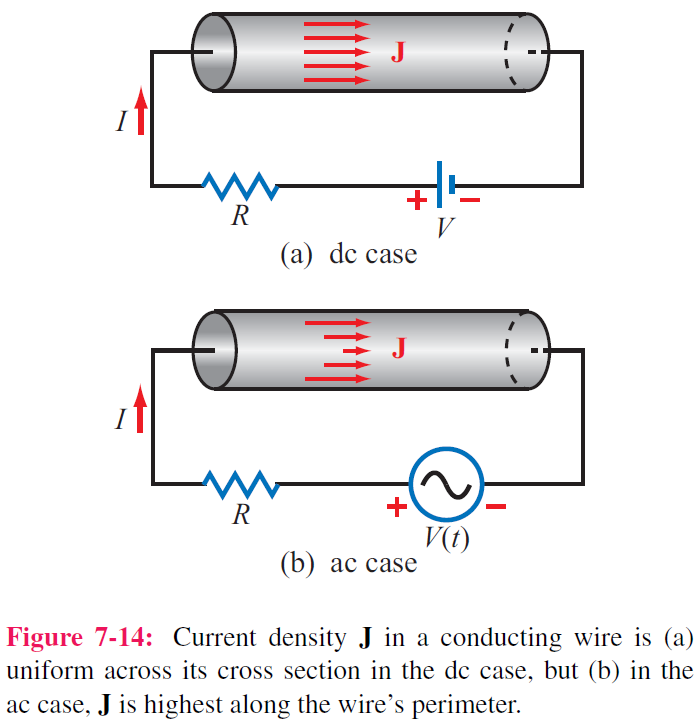 J
I
R
+
−
V
(a) dc case
J
I
R
+
−
V(t)
(b) ac case
Figure 7-14: Current density J in a conducting wire is (a)
uniform across its cross section in the dc case, but (b) in the
ac case, J is highest along the wire's perimeter.